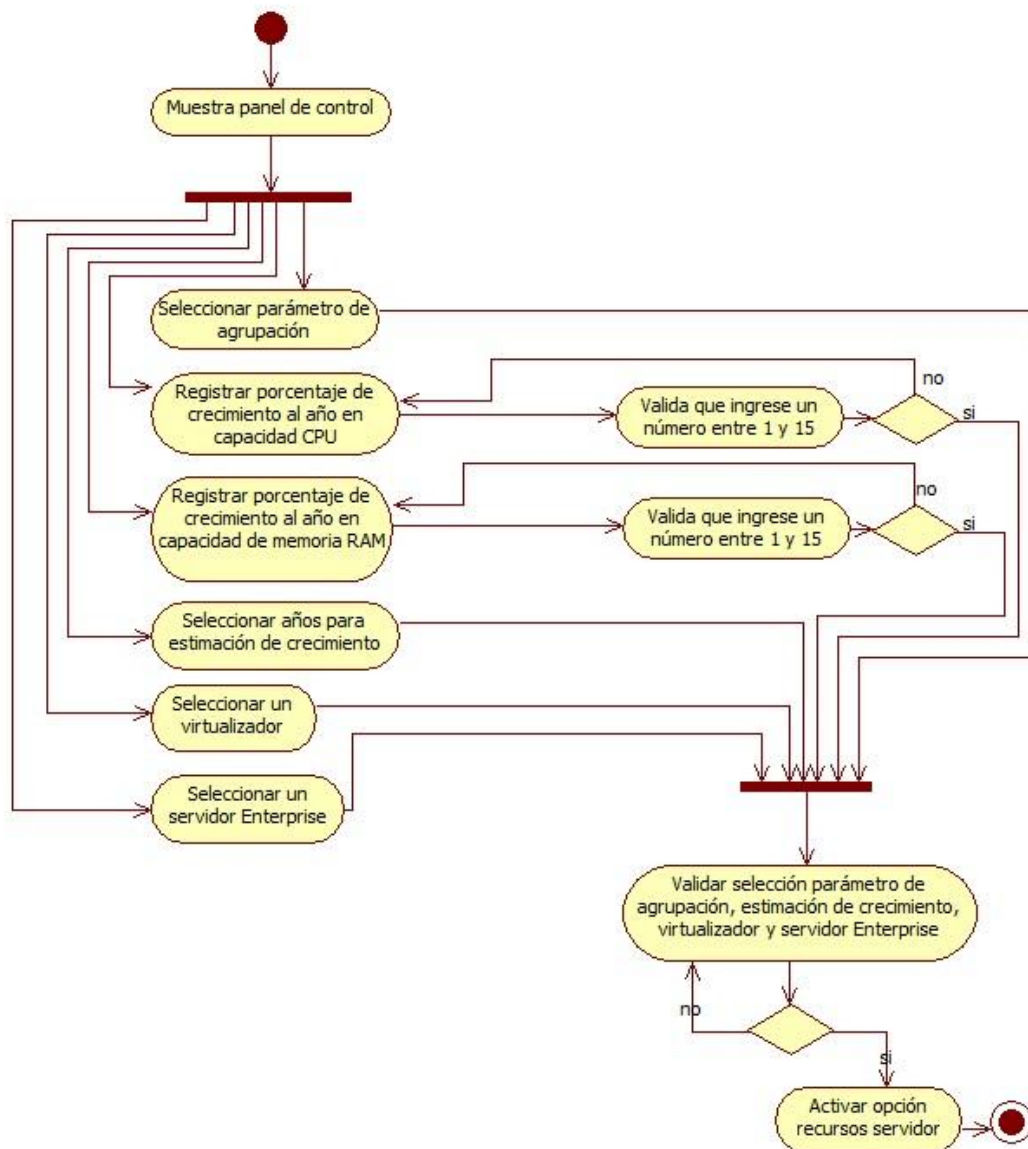 Muestra panel de control
Seleccionar parámetro de
agrupación
Registrar porcentaje de
crecimiento al año en
capacidad CPU
Valida que ingrese un
número entre 1 y 15
no
si
Registrar porcentaje de
crecimiento al año en
capacidad de memoria RAM
Valida que ingrese un
número entre 1 y 15
no
si
Seleccionar años para
estimación de crecimiento
Seleccionar un
virtualizador
Seleccionar un
servidor Enterprise
Validar selección parámetro de
agrupación, estimación de crecimiento,
virtualizador y servidor Enterprise
no
si
Activar opción
recursos servidor